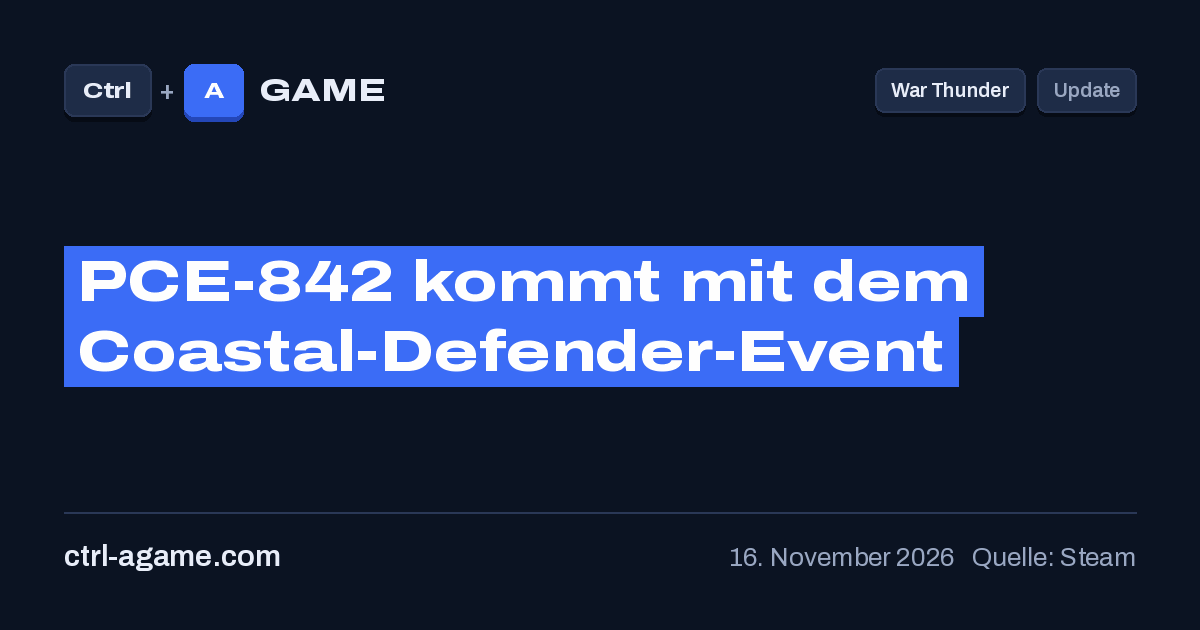 Ctrl + A GAME
War Thunder Update
PCE-842 kommt mit dem
Coastal-Defender-Event
ctrl-agame.com
16. November 2026 Quelle: Steam